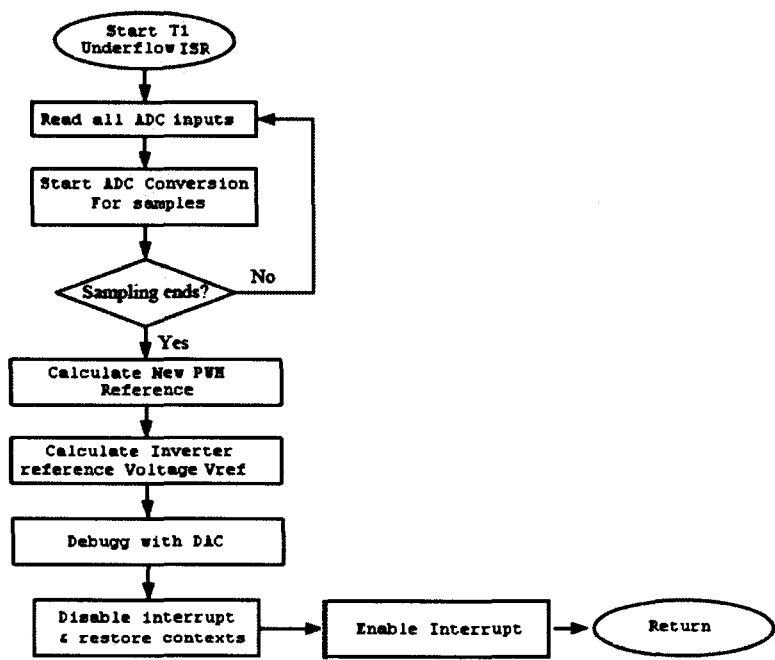 Start T1
Underflow ISR
Read all ADC inputs
Start ADC Conversion
For samples
Sampling ends?
No
Yes
Calculate New PWM
Reference
Calculate Inverter
reference Voltage Vref
Debugg with DAC
Disable interrupt
& restore contexts
Enable Interrupt
Return